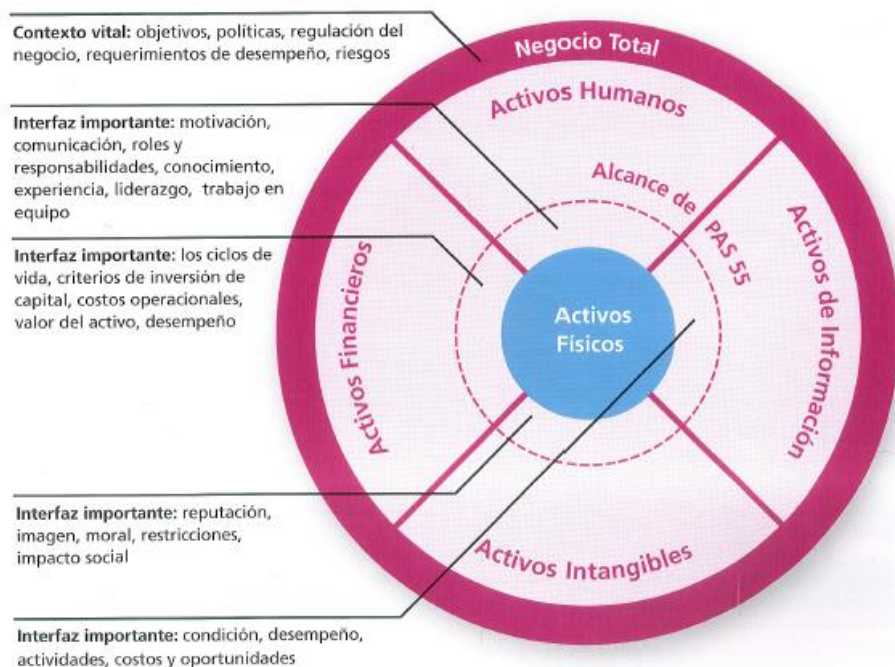 Contexto vital: objetivos, políticas, regulación del
negocio, requerimientos de desempeño, riesgos
Interfaz importante: motivación,
comunicación, roles y
responsabilidades, conocimiento,
experiencia, liderazgo, trabajo en
equipo
Interfaz importante: los ciclos de
vida, criterios de inversión de
capital, costos operacionales,
valor del activo, desempeño
Interfaz importante: reputación,
imagen, moral, restricciones,
impacto social
Interfaz importante: condición, desempeño,
actividades, costos y oportunidades
Negocio Total
Activos Humanos
Alcance de PAS 55
Activos de Información
Activos Financieros
Activos
Físicos
Activos Intangibles